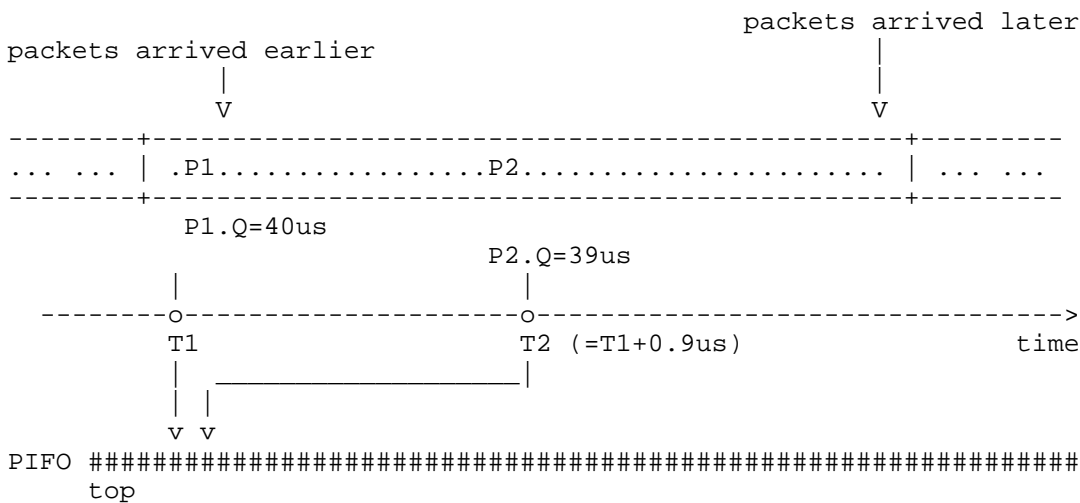 packets arrived later
packets arrived earlier |
| |
V V
--------+-----------------------------------------------+---------
... ... | .P1.................P2....................... | ... ...
--------+-----------------------------------------------+---------
P1.Q=40us
P2.Q=39us
| |
--------o---------------------o--------------------------------->
T1 T2 (=T1+0.9us) time
| ___________________|
| |
v v
PIFO ##############################################################
top